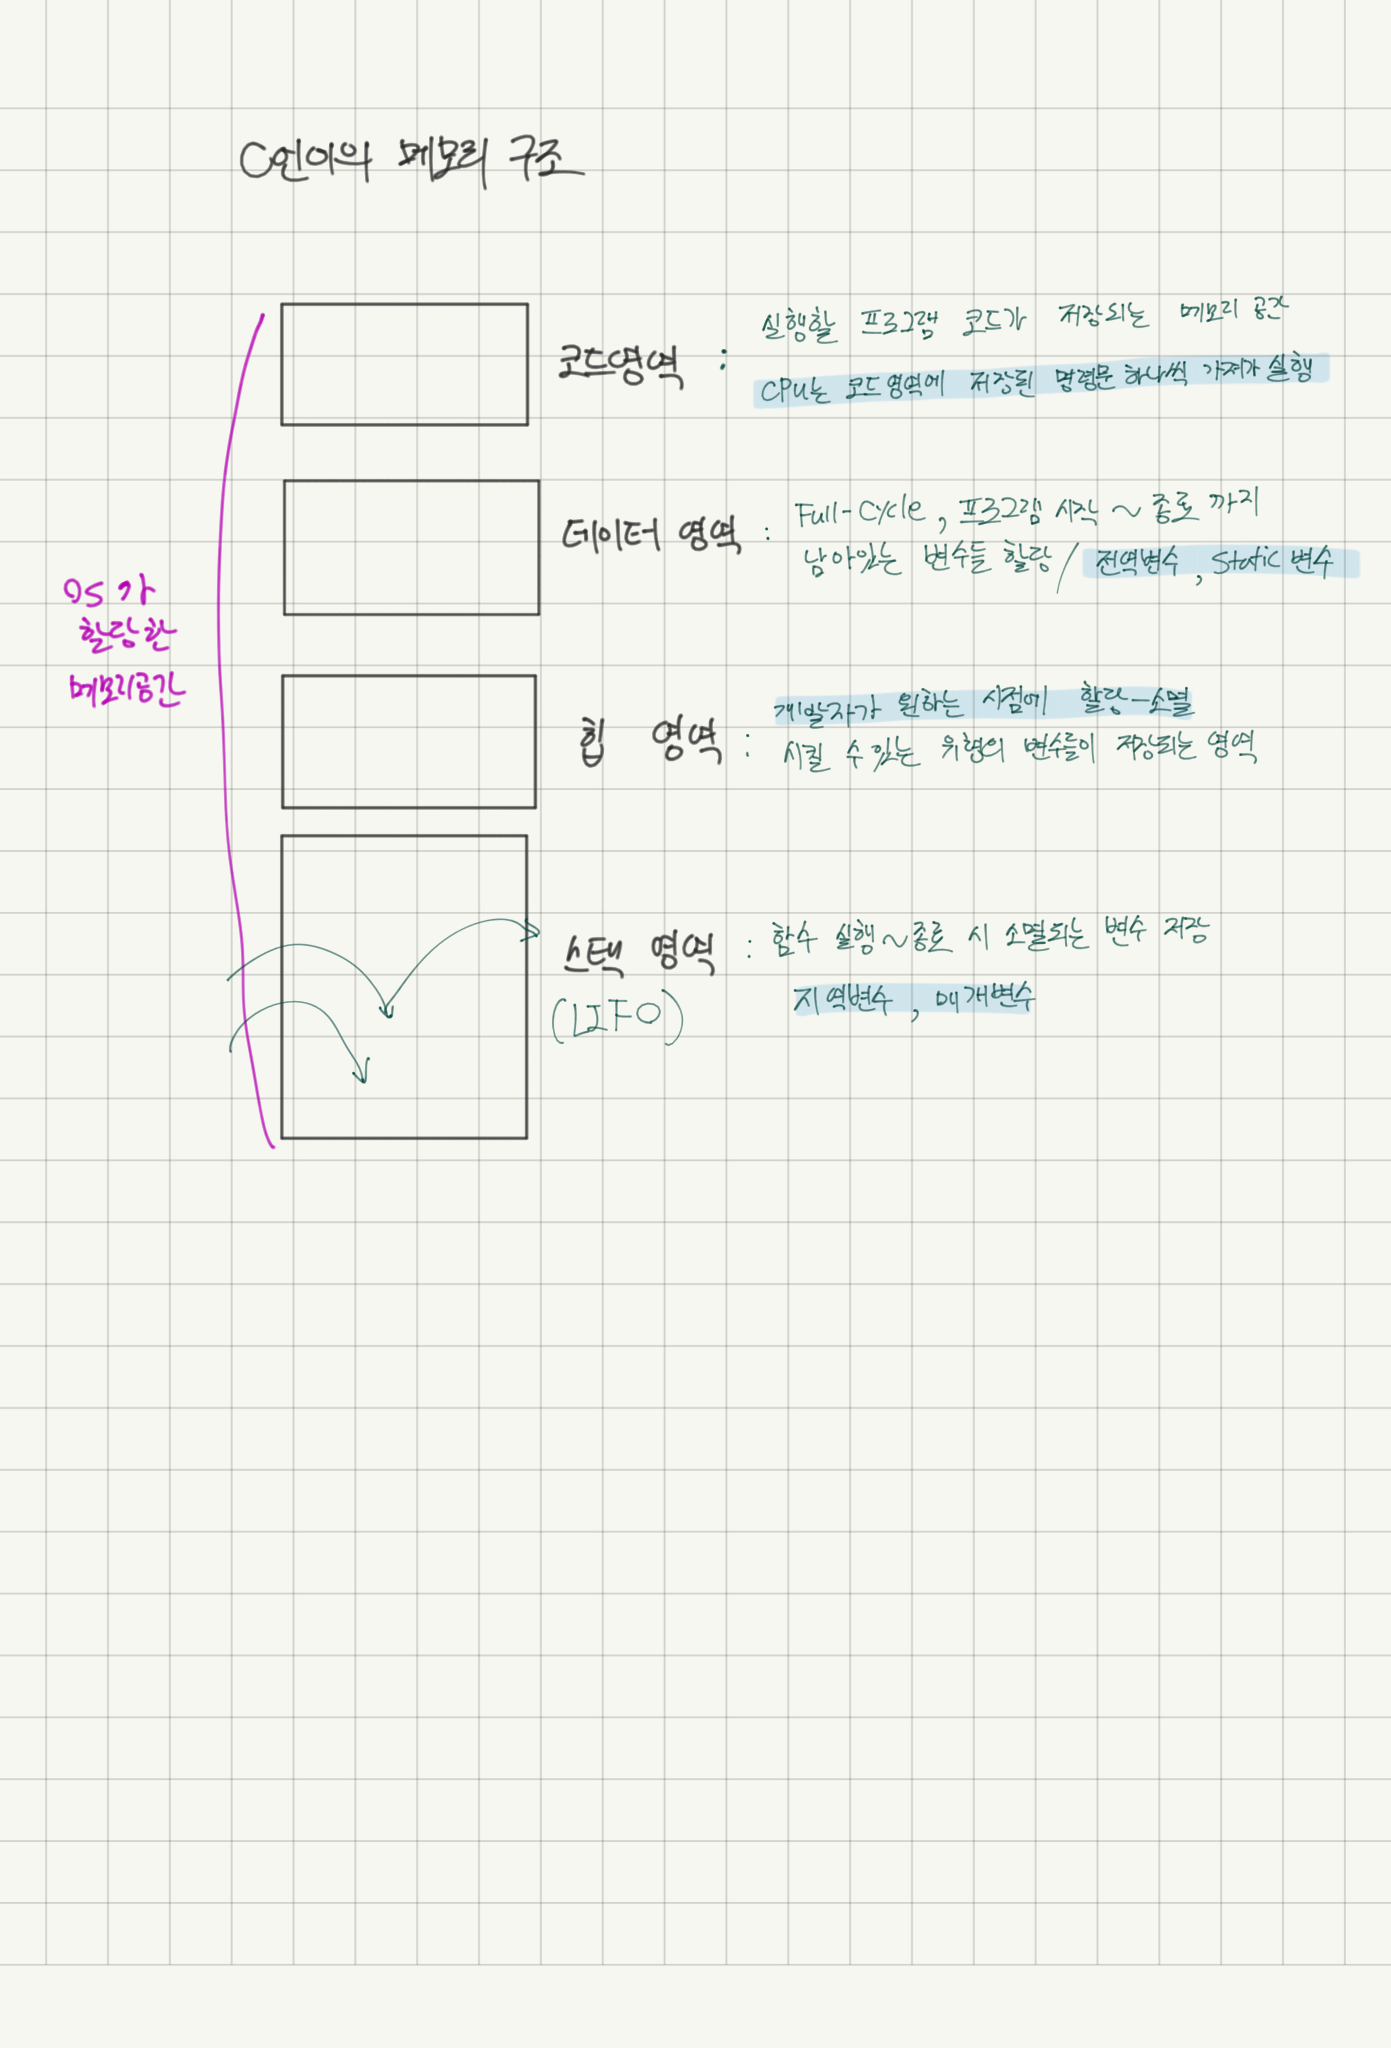 C언어의 메모리 구조
실행할 프로그램 코드가 저장되는 메모리 공간
코드영역 :
CPU는 코드영역에 저장된 명령문 하나씩 가져가 실행
Full-Cycle, 프로그램 시작 ~ 종료 까지
데이터 영역 :
남아있는 변수들 할당 / 전역변수, Static 변수
OS가
할당한
메모리공간
개발자가 원하는 시점에 할당-소멸
힙 영역 :
시킬 수 있는 유형의 변수들이 저장되는 영역
스택 영역 : 함수 실행~종료 시 소멸되는 변수 저장
(LIFO)
지역변수, 매개변수